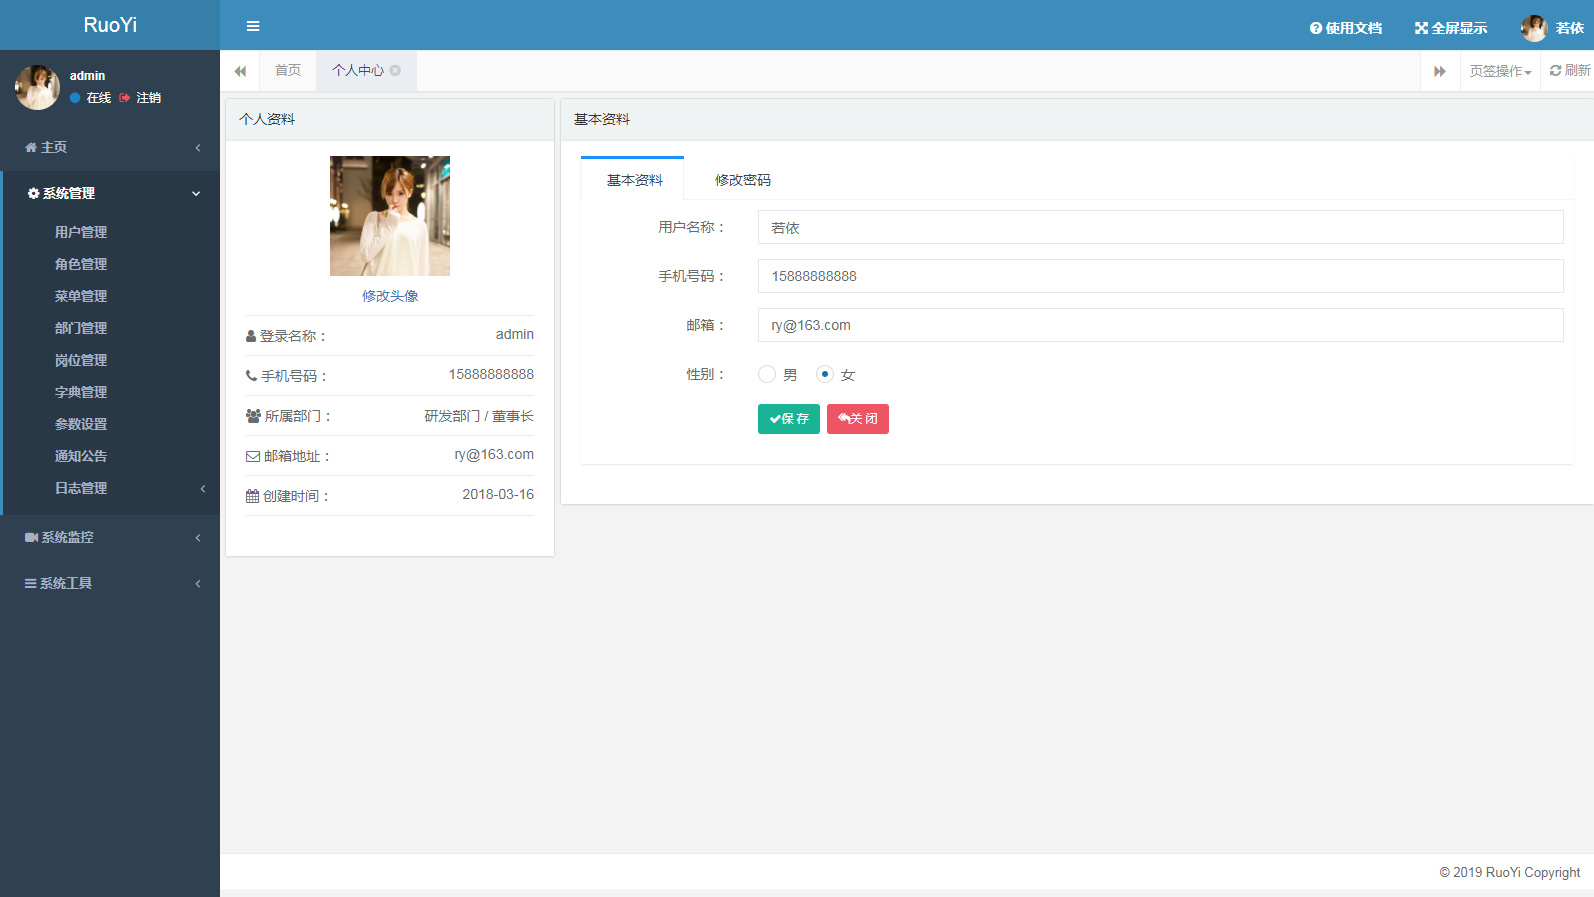 RuoYi
使用文档
全屏显示
若依
admin
在线
注销
首页
个人中心
页签操作
刷新
主页
系统管理
用户管理
角色管理
菜单管理
部门管理
岗位管理
字典管理
参数设置
通知公告
日志管理
系统监控
系统工具
个人资料
修改头像
登录名称： admin
手机号码： 15888888888
所属部门： 研发部门 / 董事长
邮箱地址： ry@163.com
创建时间： 2018-03-16
基本资料
基本资料
修改密码
用户名称： 若依
手机号码： 15888888888
邮箱： ry@163.com
性别： 男 女
保 存
关 闭
© 2019 RuoYi Copyright